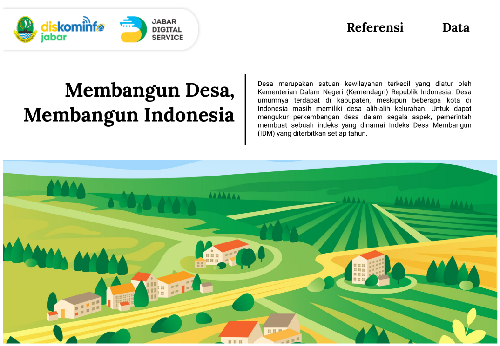 diskominfo
jabar
JABAR
DIGITAL
SERVICE
Referensi
Data
Membangun Desa,
Membangun Indonesia
Desa merupakan satuan kewilayahan terkecil yang diatur oleh
Kementerian Dalam Negeri (Kemendagri) Republik Indonesia. Desa
umumnya terdapat di kabupaten, meskipun beberapa kota di
Indonesia masih memiliki desa alih-alih kelurahan. Untuk dapat
mengukur perkembangan desa dalam segala aspek, pemerintah
membuat sebuah indeks yang dinamai Indeks Desa Membangun
(IDM) yang diterbitkan setiap tahun.